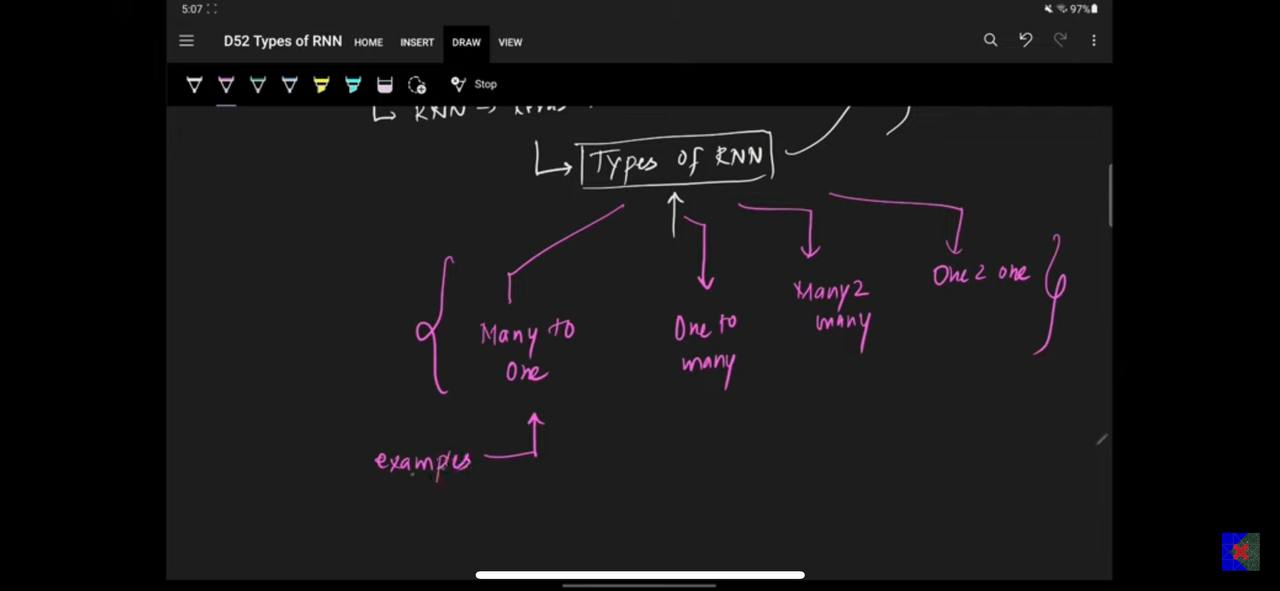 5:07
97%
D52 Types of RNN HOME INSERT DRAW VIEW
Stop
RNN
Types of RNN
Many to
One
One to
many
Many 2
many
One 2 one
examples